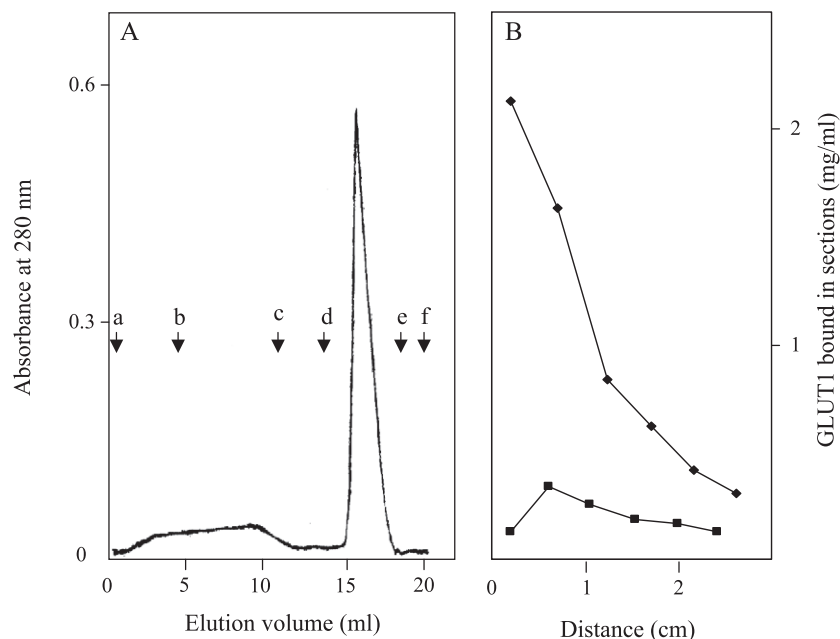 A
0.6
0.3
0
Absorbance at 280 nm
a b c d e f
0 5 10 15 20
Elution volume (ml)
B
2
1
GLUT1 bound in sections (mg/ml)
0 1 2
Distance (cm)